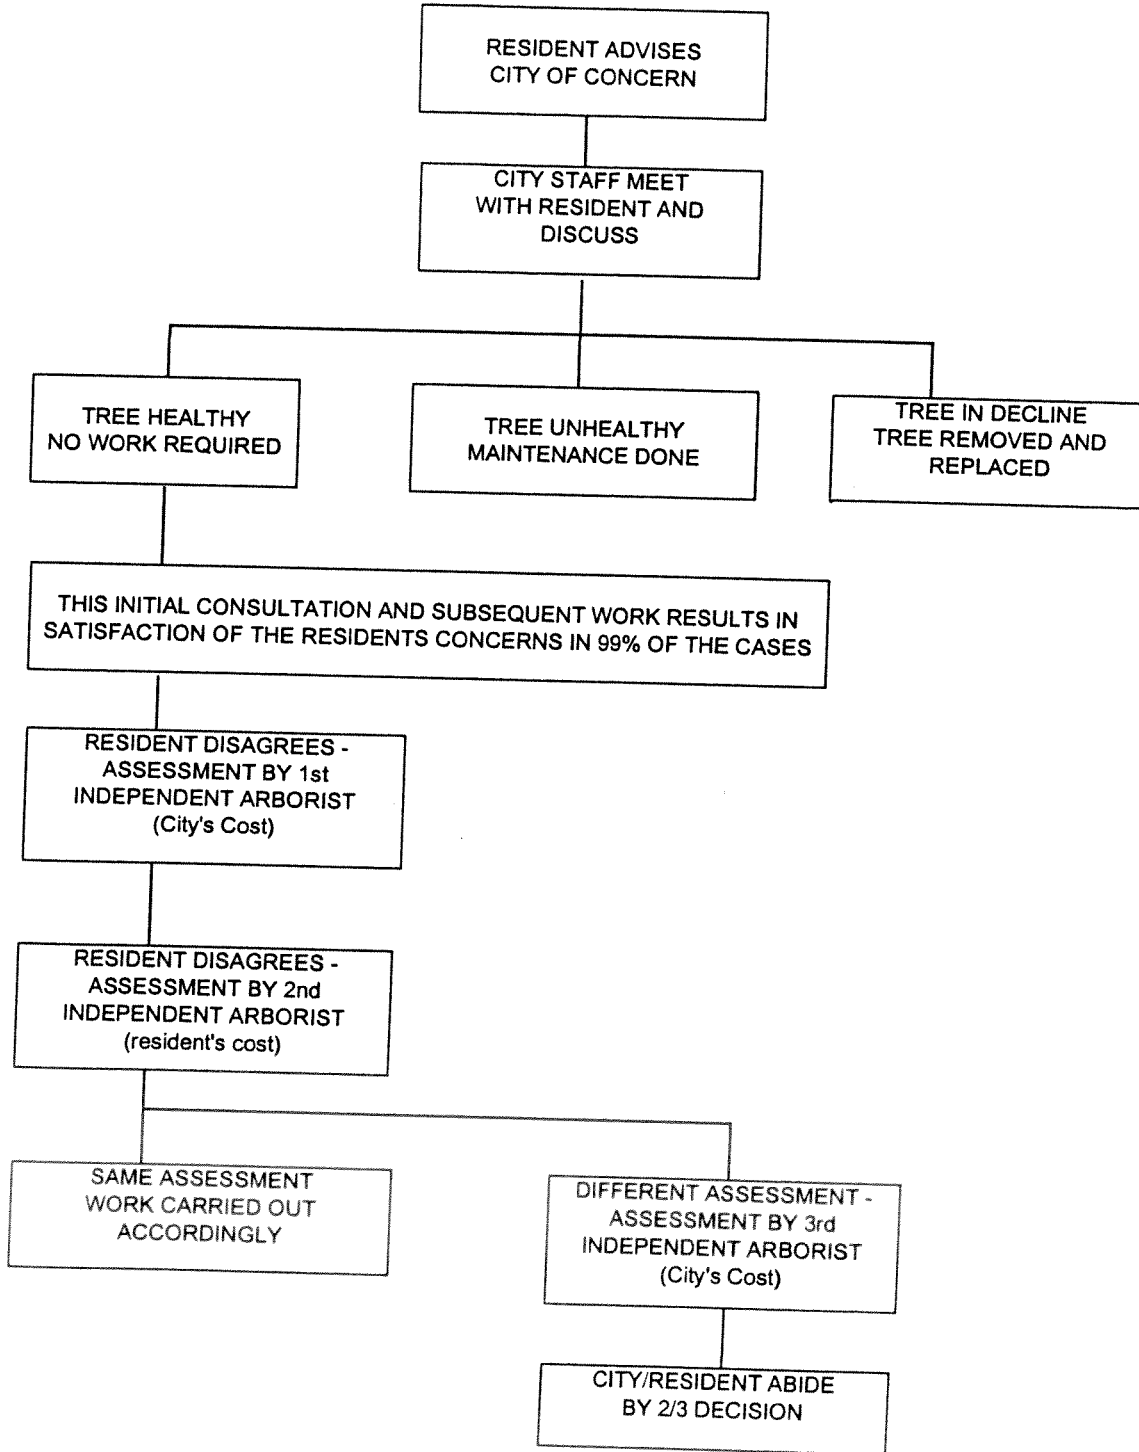 RESIDENT ADVISES
CITY OF CONCERN
CITY STAFF MEET
WITH RESIDENT AND
DISCUSS
TREE HEALTHY
NO WORK REQUIRED
TREE UNHEALTHY
MAINTENANCE DONE
TREE IN DECLINE
TREE REMOVED AND
REPLACED
THIS INITIAL CONSULTATION AND SUBSEQUENT WORK RESULTS IN
SATISFACTION OF THE RESIDENTS CONCERNS IN 99% OF THE CASES
RESIDENT DISAGREES -
ASSESSMENT BY 1st
INDEPENDENT ARBORIST
(City's Cost)
RESIDENT DISAGREES -
ASSESSMENT BY 2nd
INDEPENDENT ARBORIST
(resident's cost)
SAME ASSESSMENT
WORK CARRIED OUT
ACCORDINGLY
DIFFERENT ASSESSMENT -
ASSESSMENT BY 3rd
INDEPENDENT ARBORIST
(City's Cost)
CITY/RESIDENT ABIDE
BY 2/3 DECISION